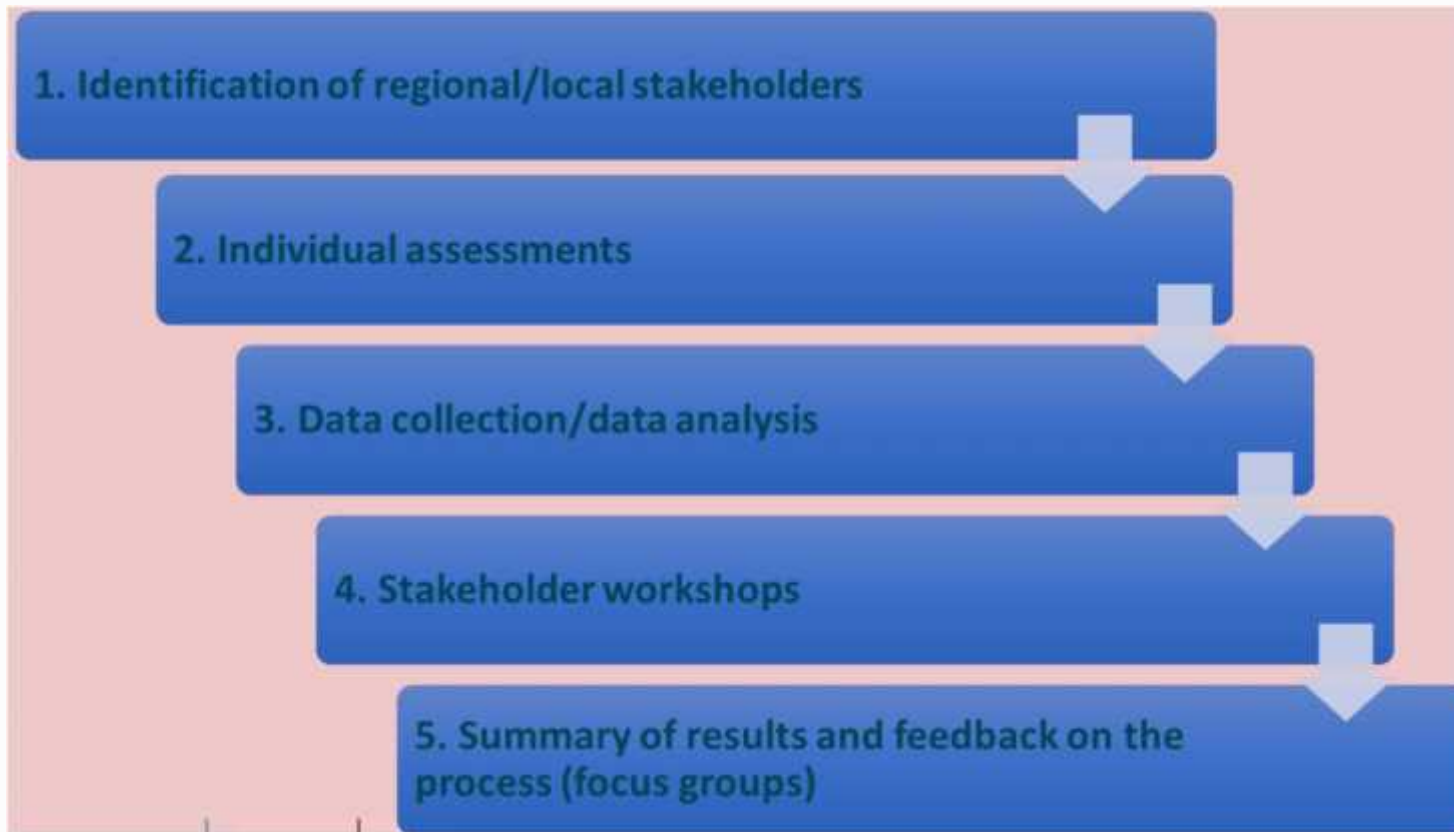 1. Identification of regional/local stakeholders
2. Individual assessments
3. Data collection/data analysis
4. Stakeholder workshops
5. Summary of results and feedback on the
process (focus groups)